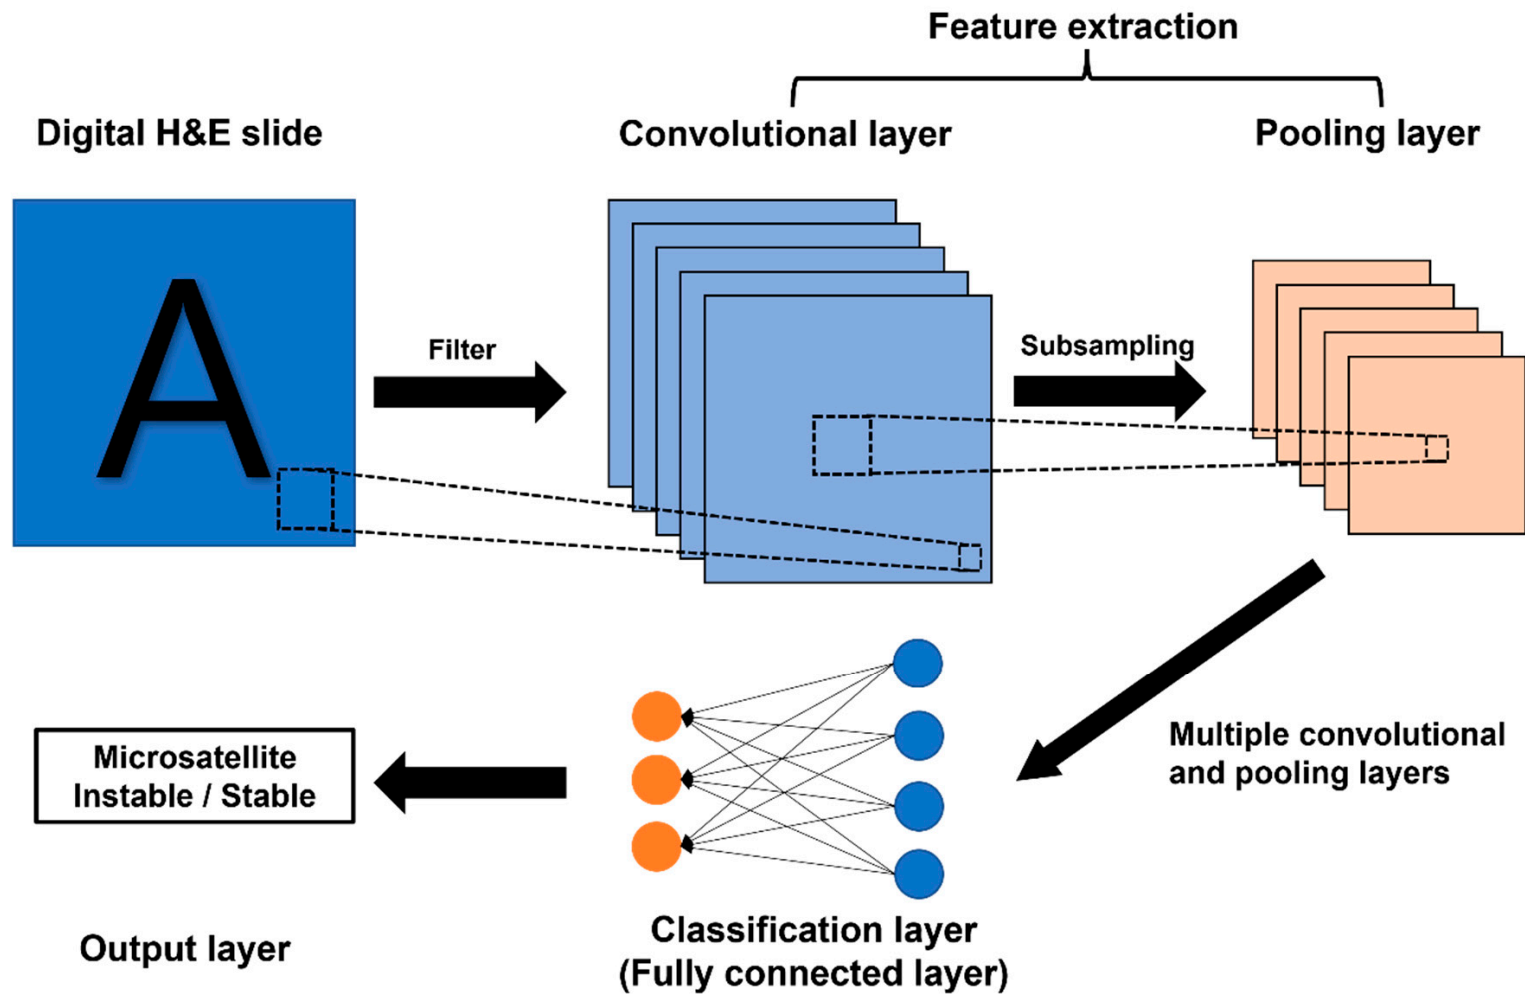 Feature extraction
Digital H&E slide
Convolutional layer
Pooling layer
A
Filter
Subsampling
Multiple convolutional
and pooling layers
Microsatellite
Instable / Stable
Classification layer
(Fully connected layer)
Output layer